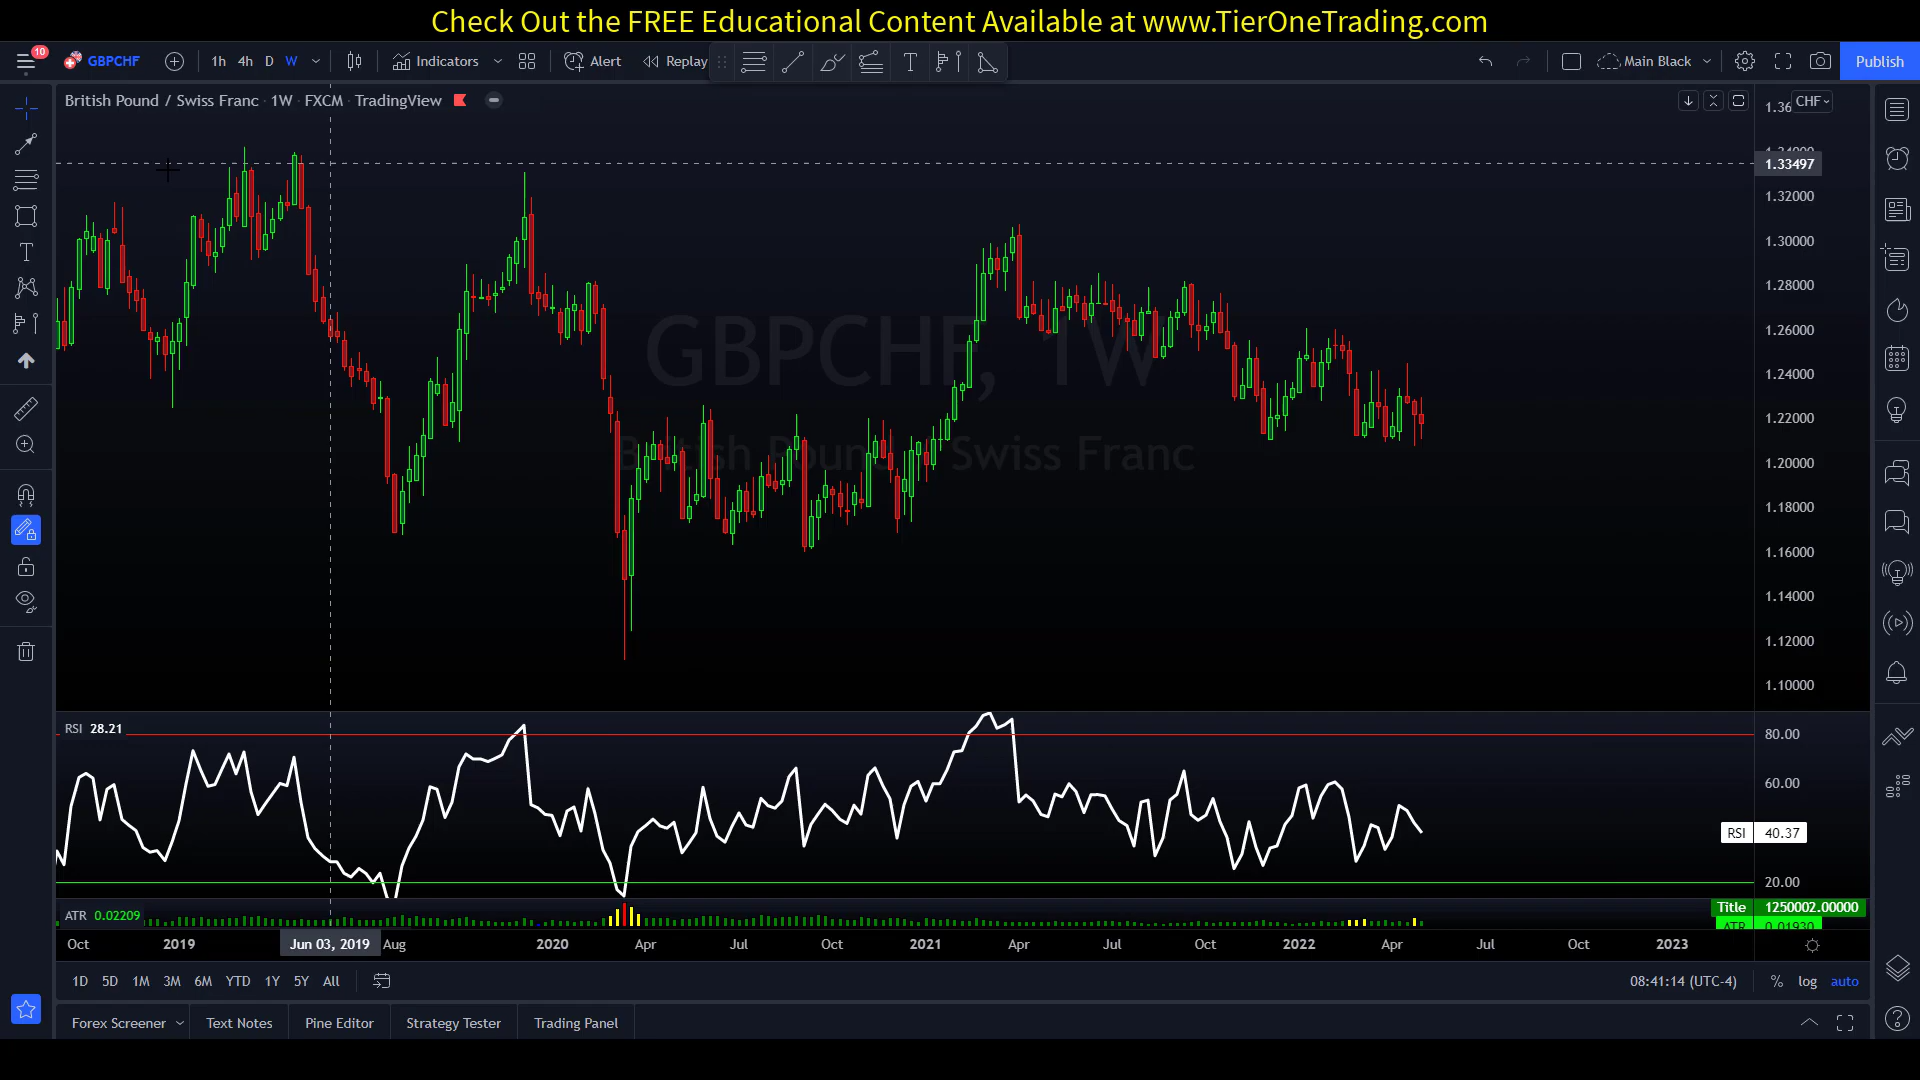 Check Out the FREE Educational Content Available at www.TierOneTrading.com
10 GBPCHF 1h 4h D W Indicators Alert Replay T Main Black Publish
British Pound / Swiss Franc · 1W · FXCM · TradingView
CHF
1.33497
1.32000
1.30000
1.28000
1.26000
1.24000
1.22000
1.20000
1.18000
1.16000
1.14000
1.12000
1.10000
GBPCHF, 1W
British Pound / Swiss Franc
RSI 28.21
80.00
60.00
RSI 40.37
20.00
ATR 0.02209
Title 1250002.00000
ATR 0.01930
Oct 2019 Jun 03, 2019 Aug 2020 Apr Jul Oct 2021 Apr Jul Oct 2022 Apr Jul Oct 2023
1D 5D 1M 3M 6M YTD 1Y 5Y All 08:41:14 (UTC-4) % log auto
Forex Screener Text Notes Pine Editor Strategy Tester Trading Panel